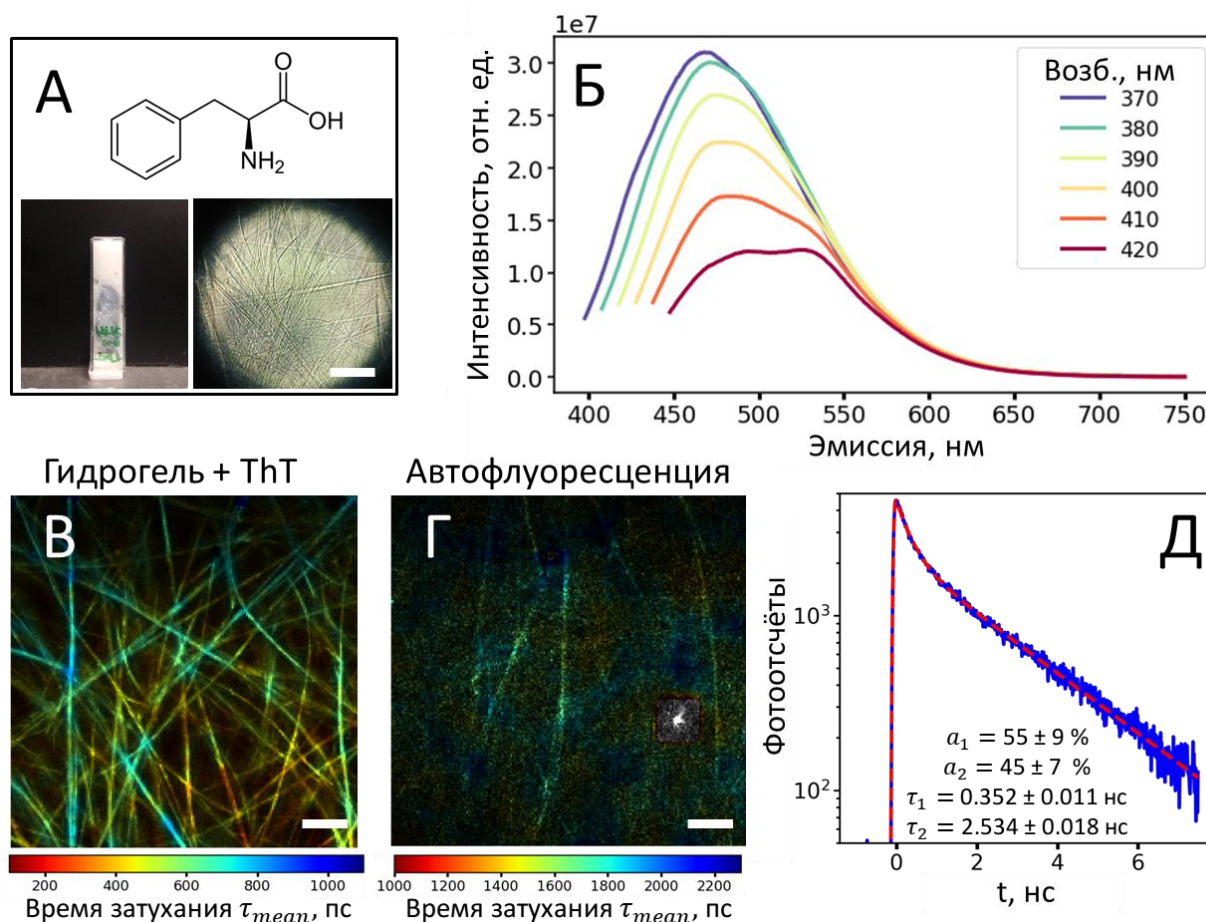 А
O
OH
NH2
1e7
Б
Интенсивность, отн. ед.
3.0
2.5
2.0
1.5
1.0
0.5
0.0
400
450
500
550
600
650
700
750
Эмиссия, нм
Возб., нм
370
380
390
400
410
420
Гидрогель + ThT
В
200
400
600
800
1000
Время затухания τmean, пс
Автофлуоресценция
Г
1000
1200
1400
1600
1800
2000
2200
Время затухания τmean, пс
Д
Фотоотсчёты
10^3
10^2
a1 = 55 ± 9 %
a2 = 45 ± 7 %
τ1 = 0.352 ± 0.011 нс
τ2 = 2.534 ± 0.018 нс
0
2
4
6
t, нс